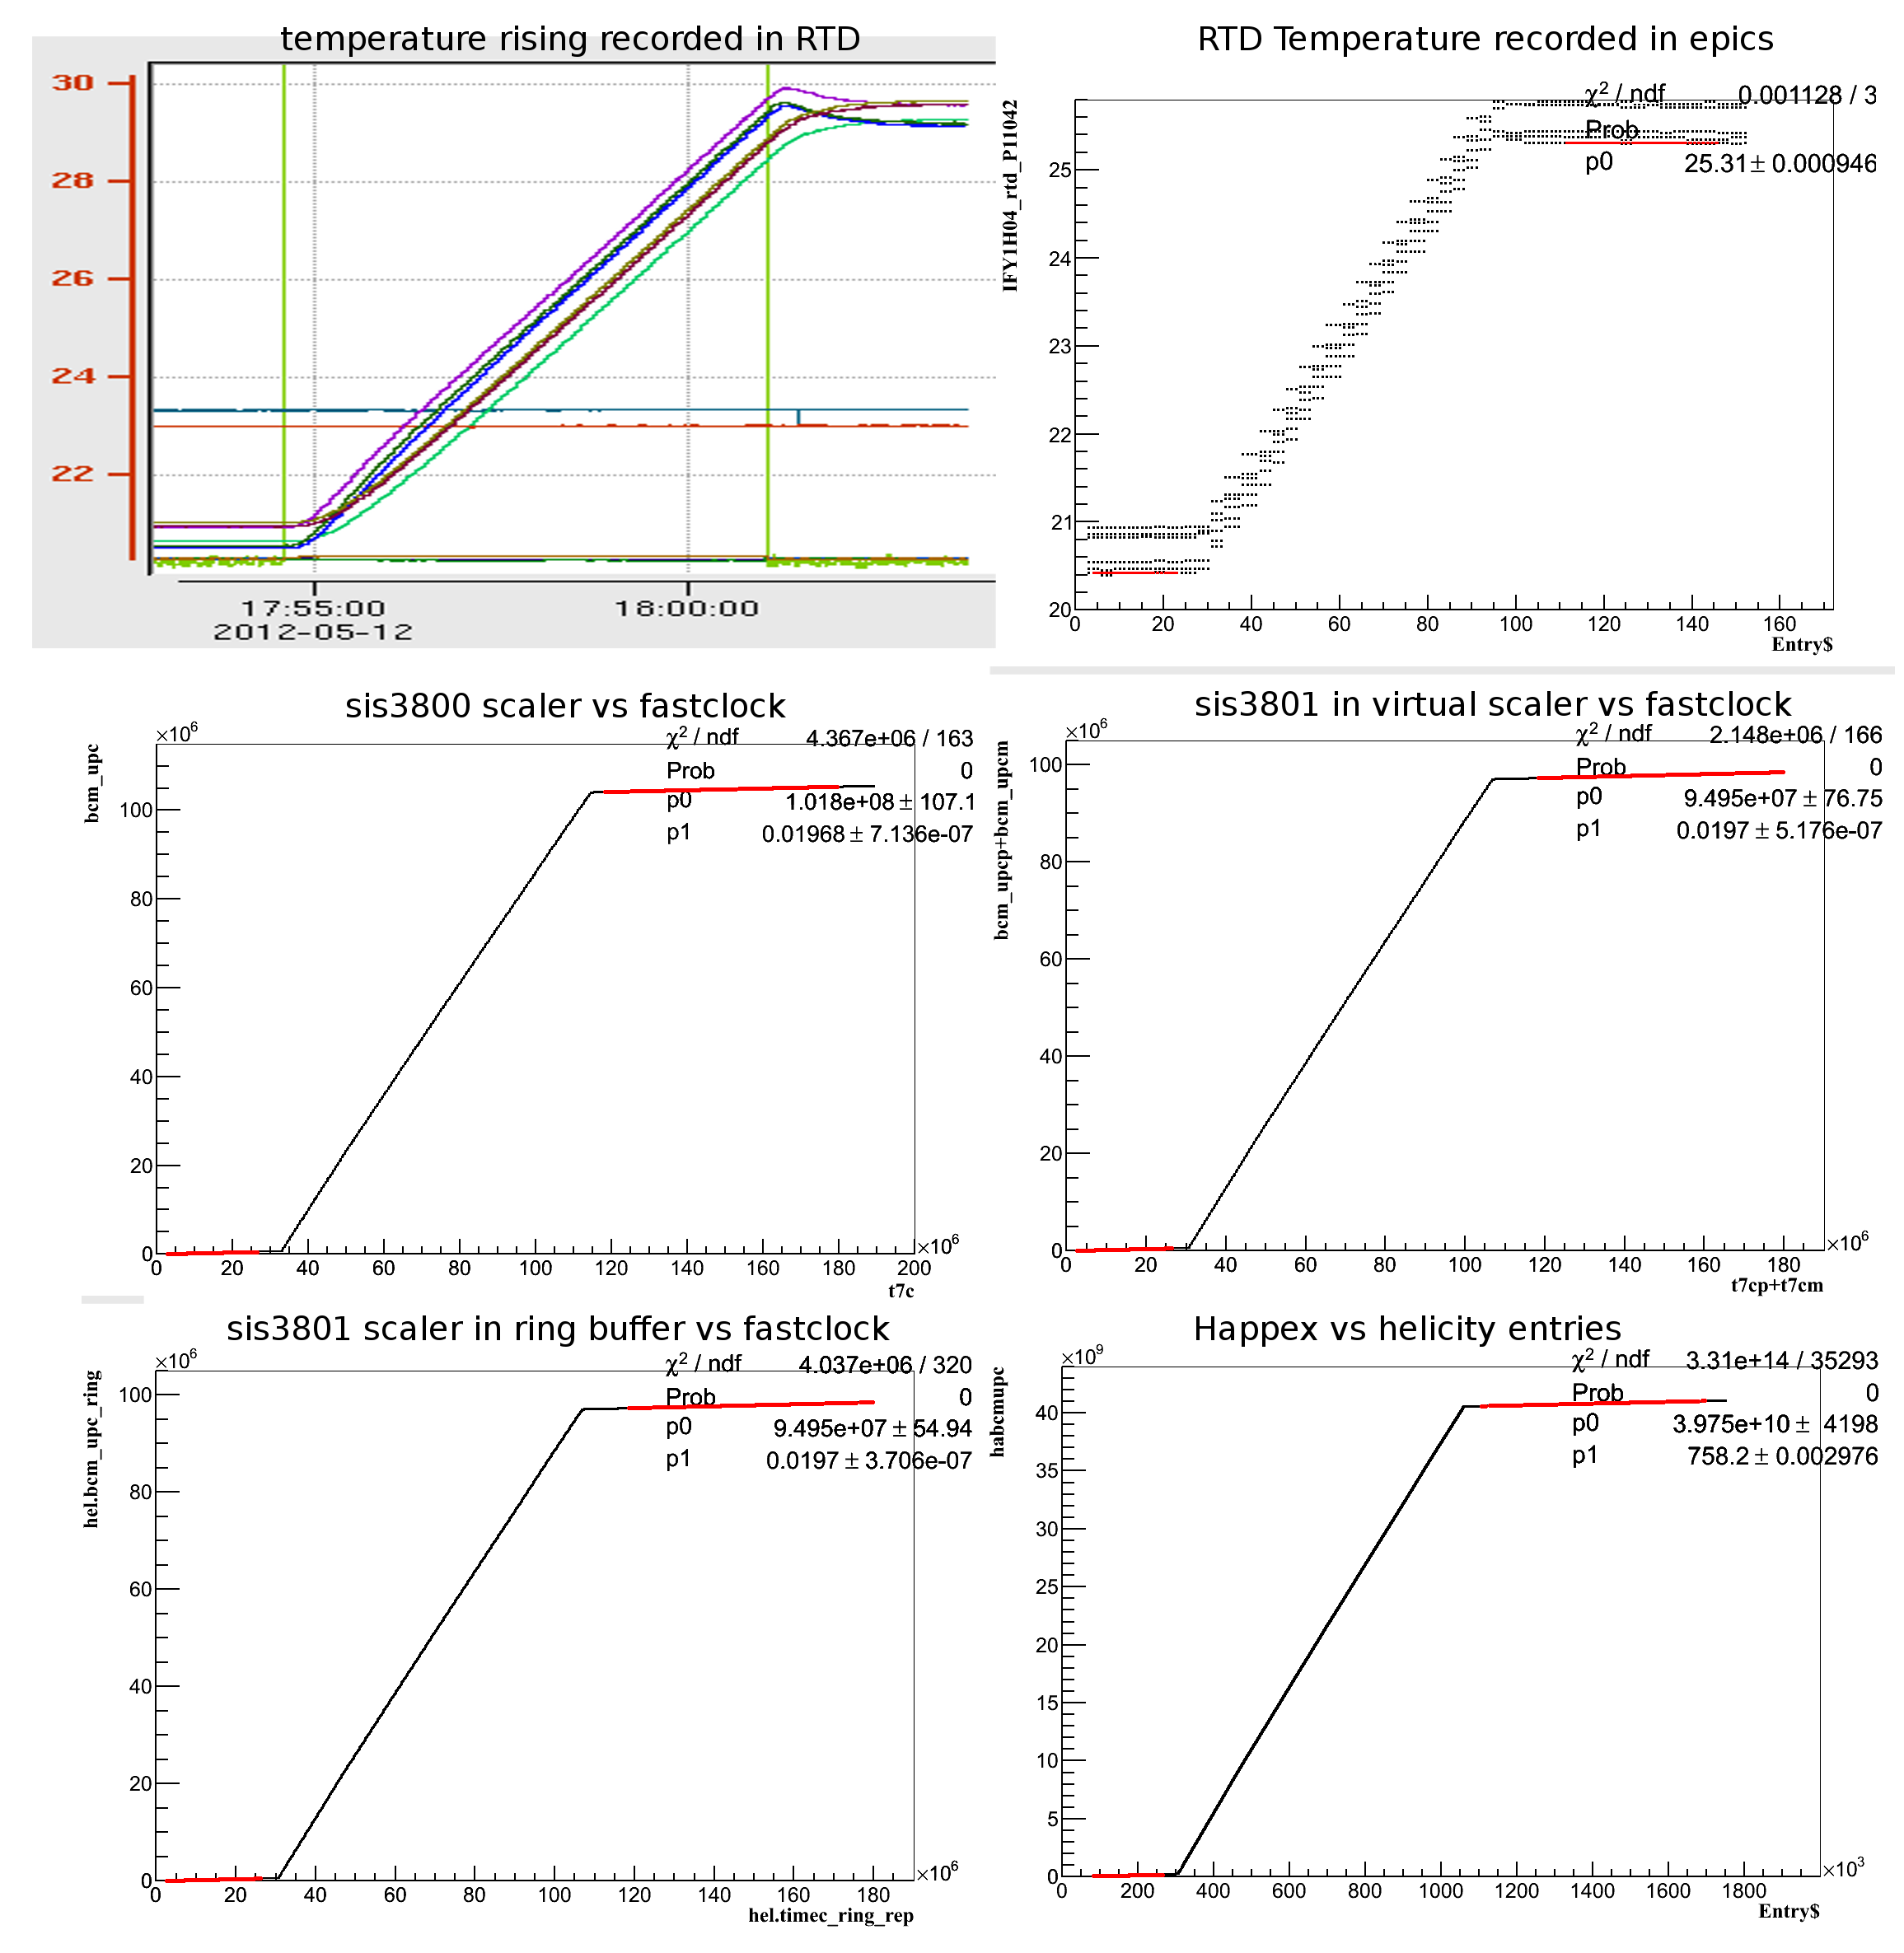 temperature rising recorded in RTD
30
28
26
24
22
17:55:00
18:00:00
2012-05-12
RTD Temperature recorded in epics
IFY1H04_rtd_P11042
χ² / ndf 0.001128 / 3
Prob
p0 25.31 ± 0.000946
25
24
23
22
21
20
0 20 40 60 80 100 120 140 160
Entry$
sis3800 scaler vs fastclock
×10⁶
bcm_upc
χ² / ndf 4.367e+06 / 163
Prob 0
p0 1.018e+08 ± 107.1
p1 0.01968 ± 7.136e-07
100
80
60
40
20
0
0 20 40 60 80 100 120 140 160 180 200
×10⁶
t7c
sis3801 in virtual scaler vs fastclock
×10⁶
bcm_upcp+bcm_upcm
χ² / ndf 2.148e+06 / 166
Prob 0
p0 9.495e+07 ± 76.75
p1 0.0197 ± 5.176e-07
100
80
60
40
20
0
0 20 40 60 80 100 120 140 160 180
×10⁶
t7cp+t7cm
sis3801 scaler in ring buffer vs fastclock
×10⁶
hel.bcm_upc_ring
χ² / ndf 4.037e+06 / 320
Prob 0
p0 9.495e+07 ± 54.94
p1 0.0197 ± 3.706e-07
100
80
60
40
20
0
0 20 40 60 80 100 120 140 160 180
×10⁶
hel.timec_ring_rep
Happex vs helicity entries
×10⁹
habcmupc
χ² / ndf 3.31e+14 / 35293
Prob 0
p0 3.975e+10 ± 4198
p1 758.2 ± 0.002976
40
35
30
25
20
15
10
5
0
0 200 400 600 800 1000 1200 1400 1600 1800
×10³
Entry$